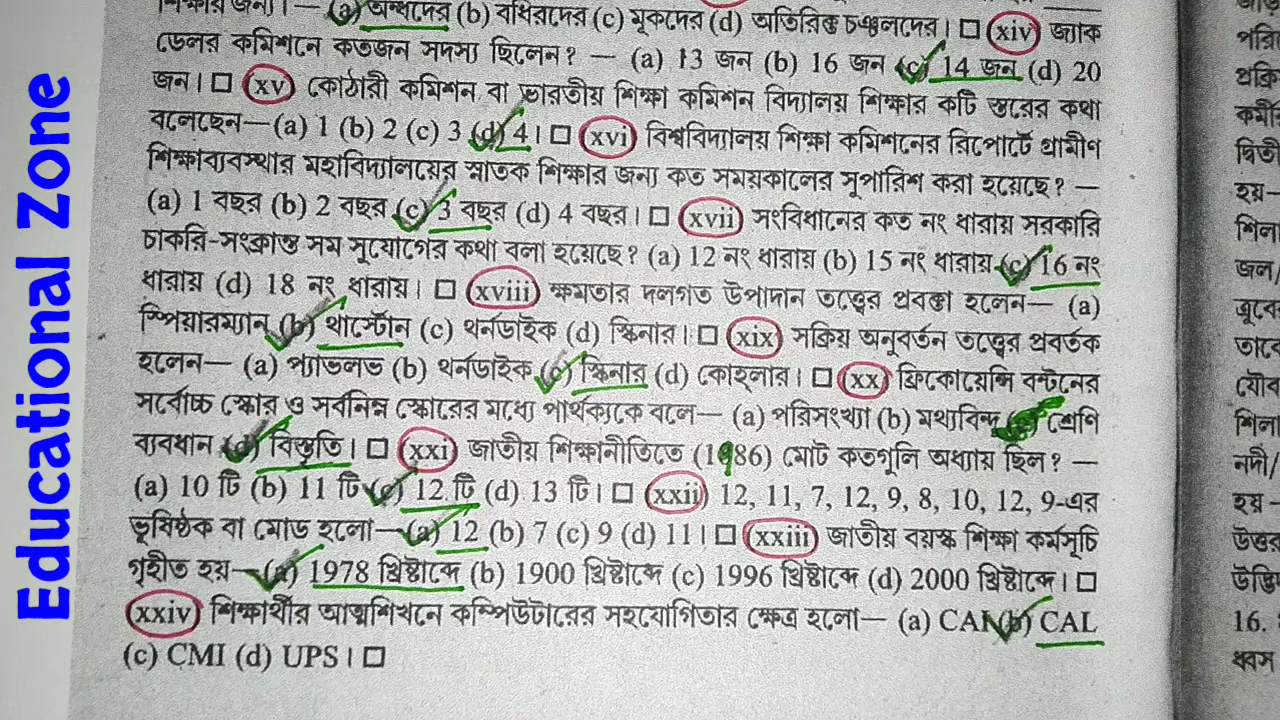 Educational Zone
শিক্ষার জন্য।— (a) অন্ধদের (b) বধিরদের (c) মূকদের (d) অতিরিক্ত চঞ্চলদের। □ (xiv) জ্যাক
ডেলর কমিশনে কতজন সদস্য ছিলেন? — (a) 13 জন (b) 16 জন (c) 14 জন (d) 20
জন। □ (xv) কোঠারী কমিশন বা ভারতীয় শিক্ষা কমিশন বিদ্যালয় শিক্ষার কটি স্তরের কথা
বলেছেন—(a) 1 (b) 2 (c) 3 (d) 4। □ (xvi) বিশ্ববিদ্যালয় শিক্ষা কমিশনের রিপোর্টে গ্রামীণ
শিক্ষাব্যবস্থার মহাবিদ্যালয়ের স্নাতক শিক্ষার জন্য কত সময়কালের সুপারিশ করা হয়েছে? —
(a) 1 বছর (b) 2 বছর (c) 3 বছর (d) 4 বছর। □ (xvii) সংবিধানের কত নং ধারায় সরকারি
চাকরি-সংক্রান্ত সম সুযোগের কথা বলা হয়েছে? (a) 12 নং ধারায় (b) 15 নং ধারায় (c) 16 নং
ধারায় (d) 18 নং ধারায়। □ (xviii) ক্ষমতার দলগত উপাদান তত্ত্বের প্রবক্তা হলেন— (a)
স্পিয়ারম্যান (b) থার্স্টোন (c) থর্নডাইক (d) স্কিনার। □ (xix) সক্রিয় অনুবর্তন তত্ত্বের প্রবর্তক
হলেন— (a) প্যাভলভ (b) থর্নডাইক (c) স্কিনার (d) কোহলার। □ (xx) ফ্রিকোয়েন্সি বন্টনের
সর্বোচ্চ স্কোর ও সর্বনিম্ন স্কোরের মধ্যে পার্থক্যকে বলে— (a) পরিসংখ্যা (b) মধ্যবিন্দু শ্রেণি
ব্যবধান (d) বিস্তৃতি। □ (xxi) জাতীয় শিক্ষানীতিতে (1986) মোট কতগুলি অধ্যায় ছিল? —
(a) 10 টি (b) 11 টি (c) 12 টি (d) 13 টি। □ (xxii) 12, 11, 7, 12, 9, 8, 10, 12, 9-এর
ভূষিষ্ঠক বা মোড হলো—(a) 12 (b) 7 (c) 9 (d) 11। □ (xxiii) জাতীয় বয়স্ক শিক্ষা কর্মসূচি
গৃহীত হয়—(a) 1978 খ্রিষ্টাব্দে (b) 1900 খ্রিষ্টাব্দে (c) 1996 খ্রিষ্টাব্দে (d) 2000 খ্রিষ্টাব্দে। □
(xxiv) শিক্ষার্থীর আত্মশিখনে কম্পিউটারের সহযোগিতার ক্ষেত্র হলো— (a) CAI (b) CAL
(c) CMI (d) UPS। □
হয়–
জন/
তাবে
যৌব
নদী/
হয় –
16.